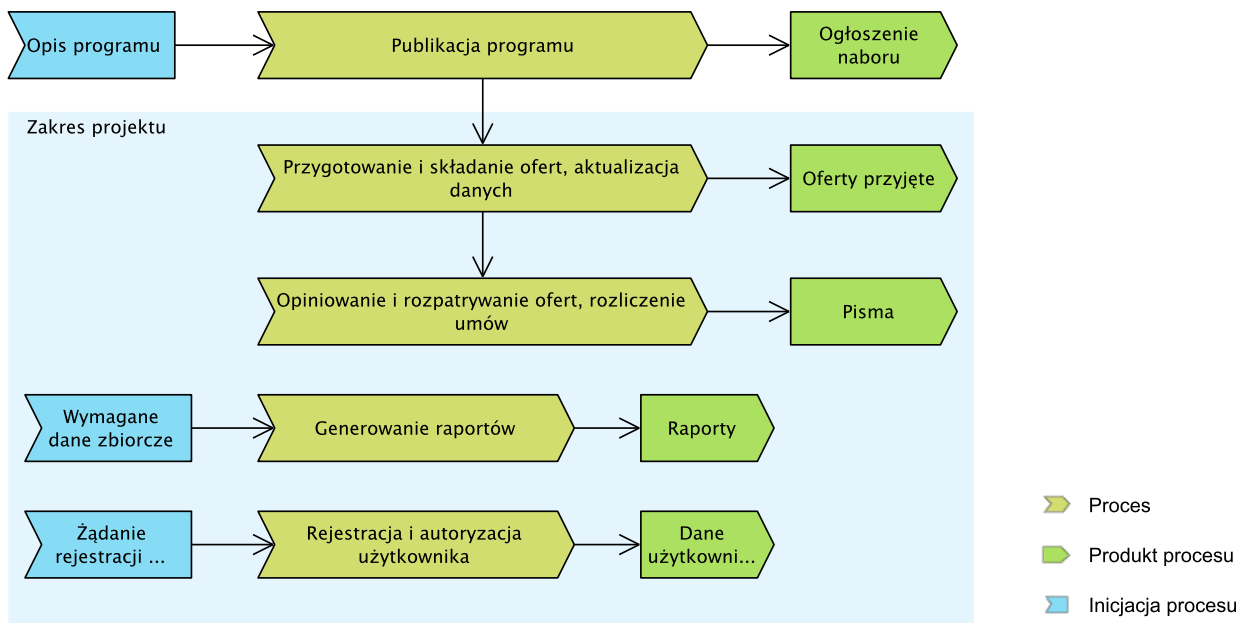 Opis programu
Publikacja programu
Ogłoszenie
naboru
Zakres projektu
Przygotowanie i składanie ofert, aktualizacja
danych
Oferty przyjęte
Opiniowanie i rozpatrywanie ofert, rozliczenie
umów
Pisma
Wymagane
dane zbiorcze
Generowanie raportów
Raporty
Żądanie
rejestracji ...
Rejestracja i autoryzacja
użytkownika
Dane
użytkowni...
Proces
Produkt procesu
Inicjacja procesu